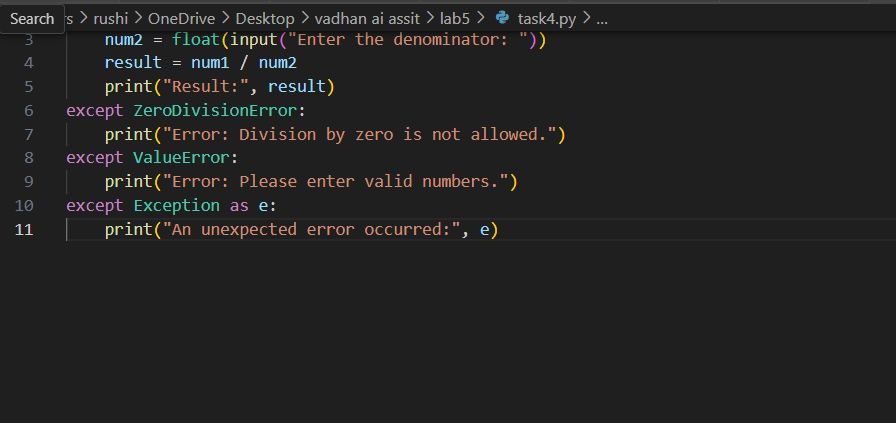 Search
s > rushi > OneDrive > Desktop > vadhan ai assit > lab5 > task4.py > ...
3 num2 = float(input("Enter the denominator: "))
4 result = num1 / num2
5 print("Result:", result)
6 except ZeroDivisionError:
7 print("Error: Division by zero is not allowed.")
8 except ValueError:
9 print("Error: Please enter valid numbers.")
10 except Exception as e:
11 print("An unexpected error occurred:", e)